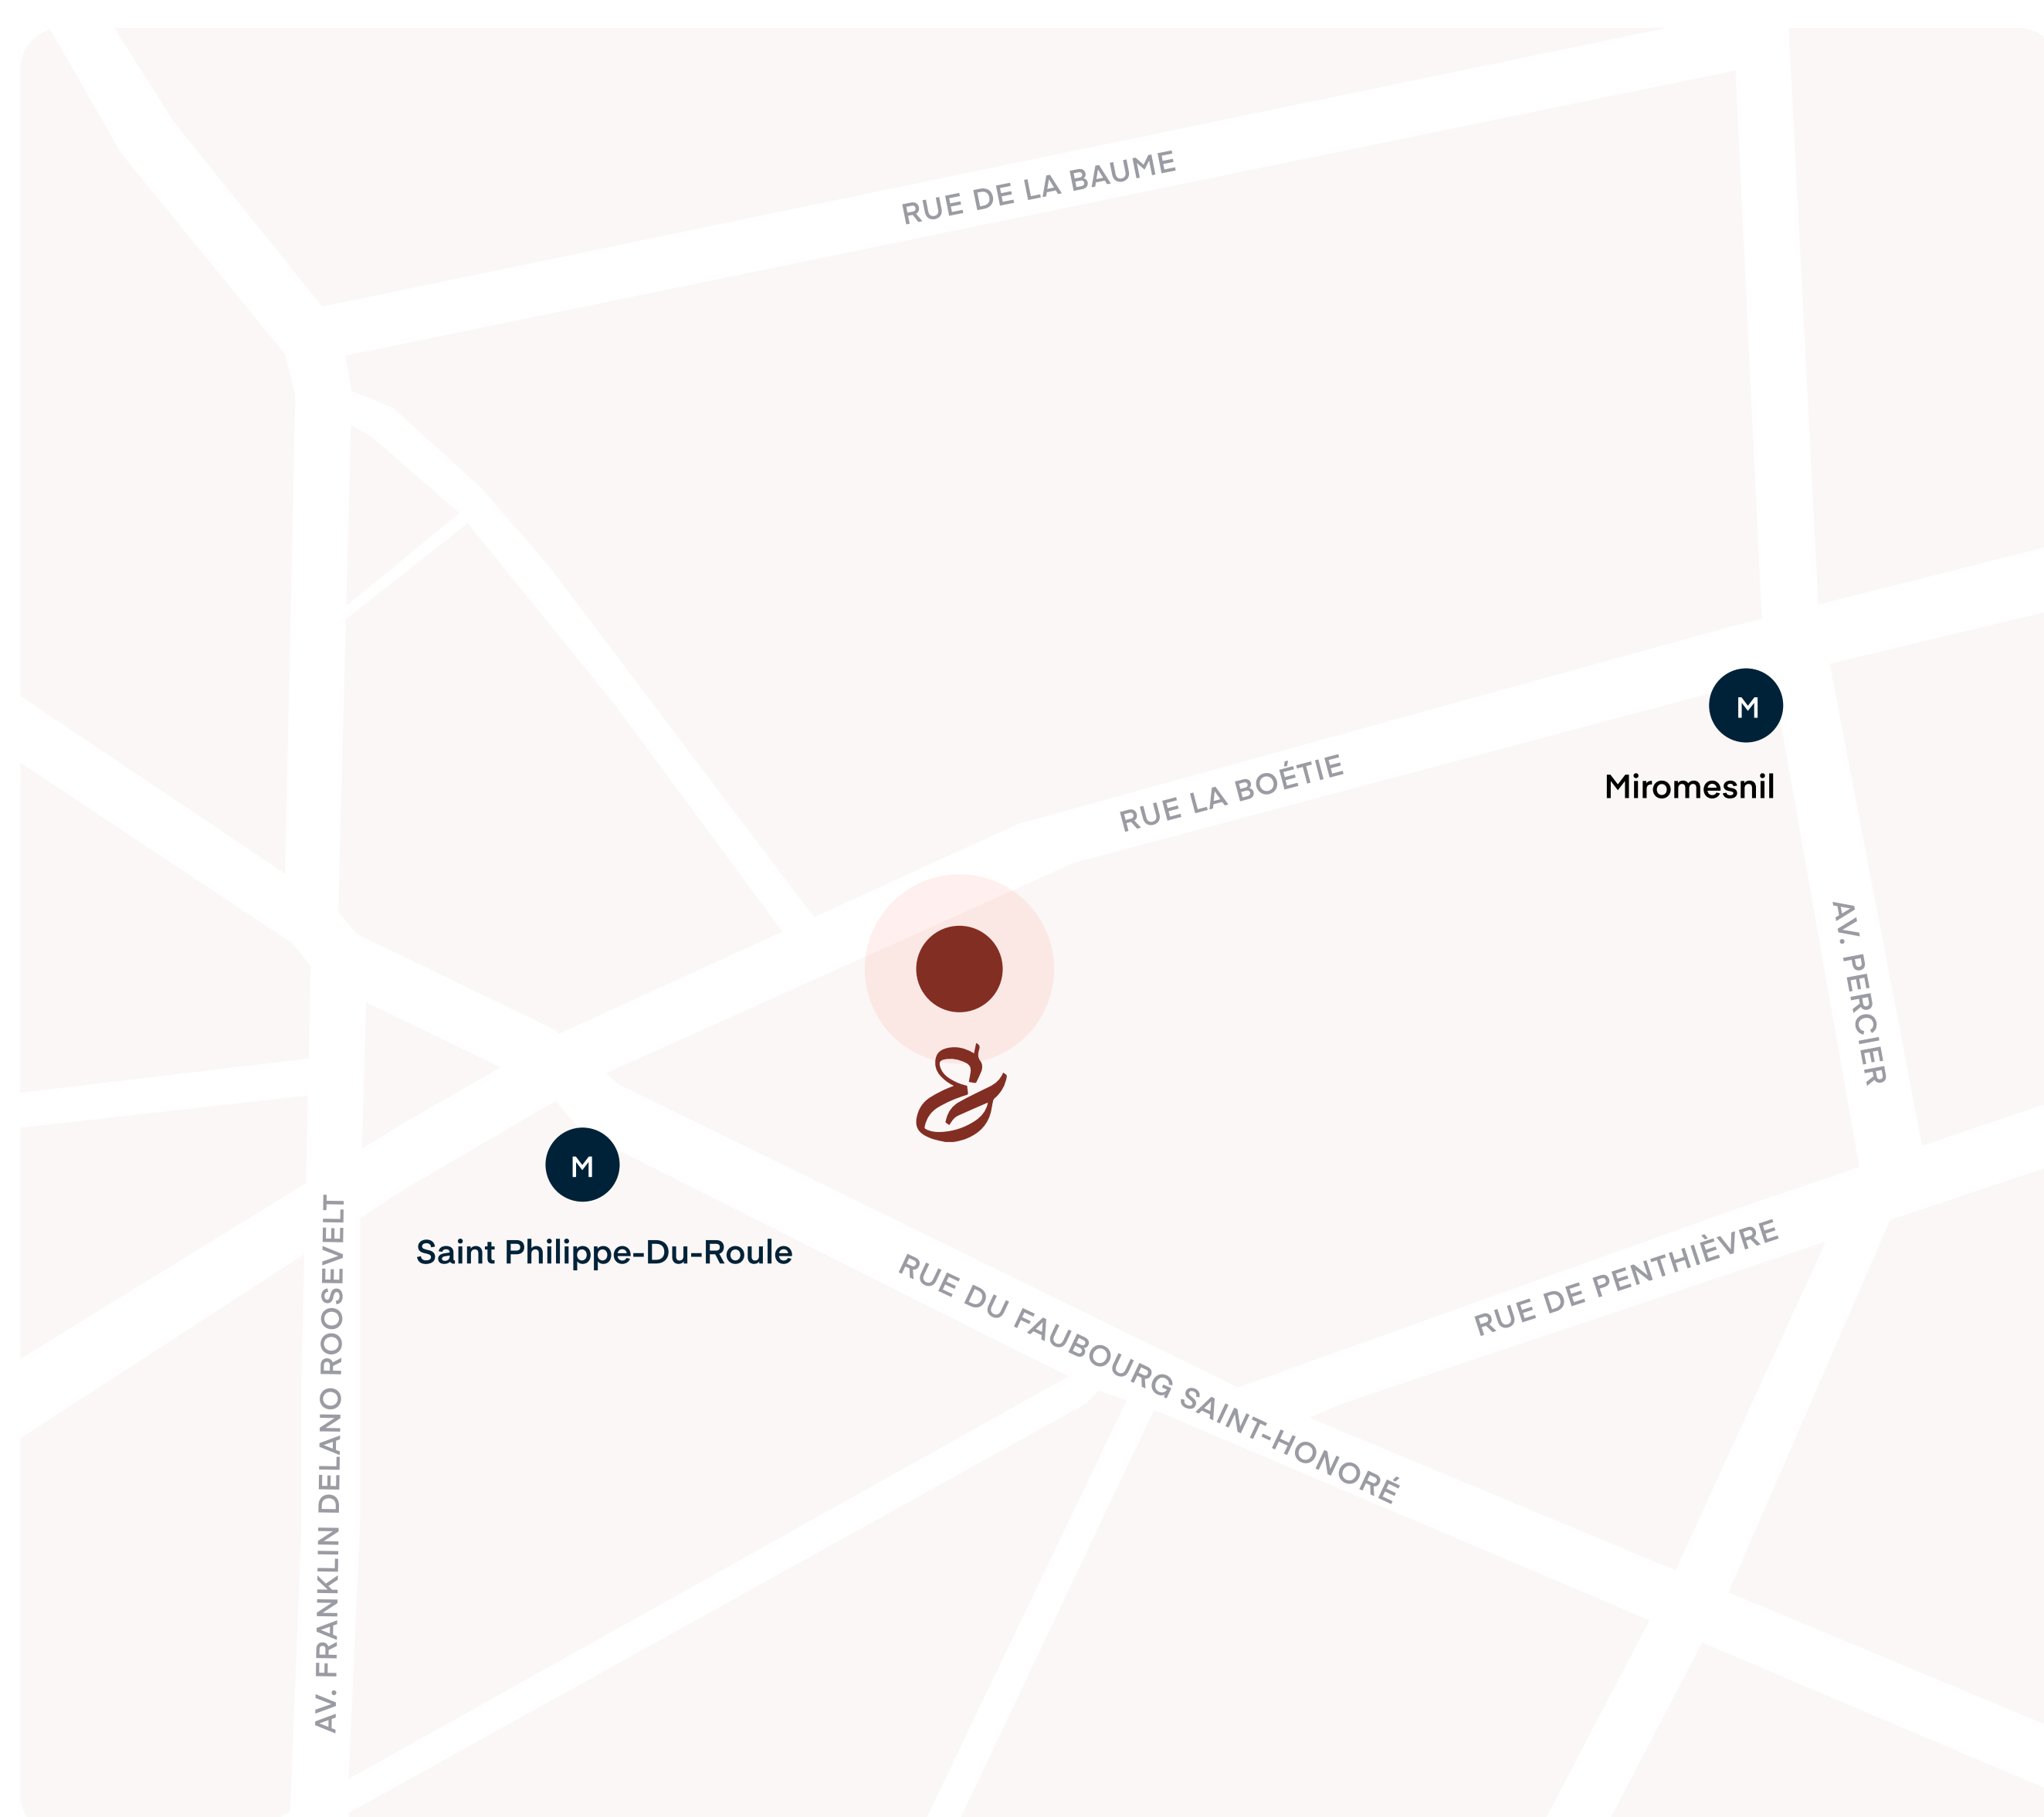 RUE DE LA BAUME
M
Miromesnil
RUE LA BOÉTIE
AV. PERCIER
&
M
Saint Philippe-Du-Roule
AV. FRANKLIN DELANO ROOSEVELT
RUE DU FAUBOURG SAINT-HONORÉ
RUE DE PENTHIÈVRE